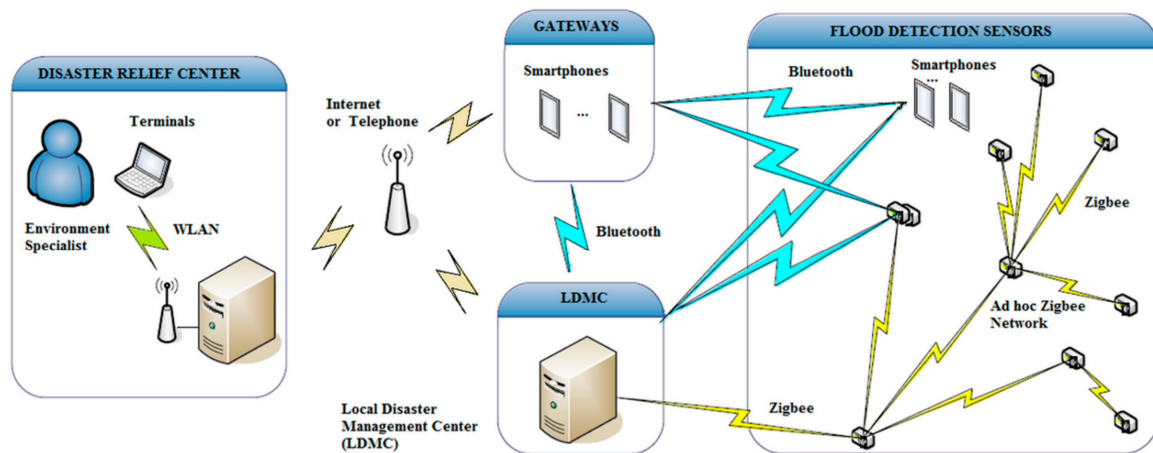 DISASTER RELIEF CENTER
Terminals
Environment
Specialist
WLAN
Internet
or Telephone
GATEWAYS
Smartphones
...
Bluetooth
LDMC
Local Disaster
Management Center
(LDMC)
FLOOD DETECTION SENSORS
Bluetooth
Smartphones
...
Zigbee
Ad hoc Zigbee
Network
Zigbee